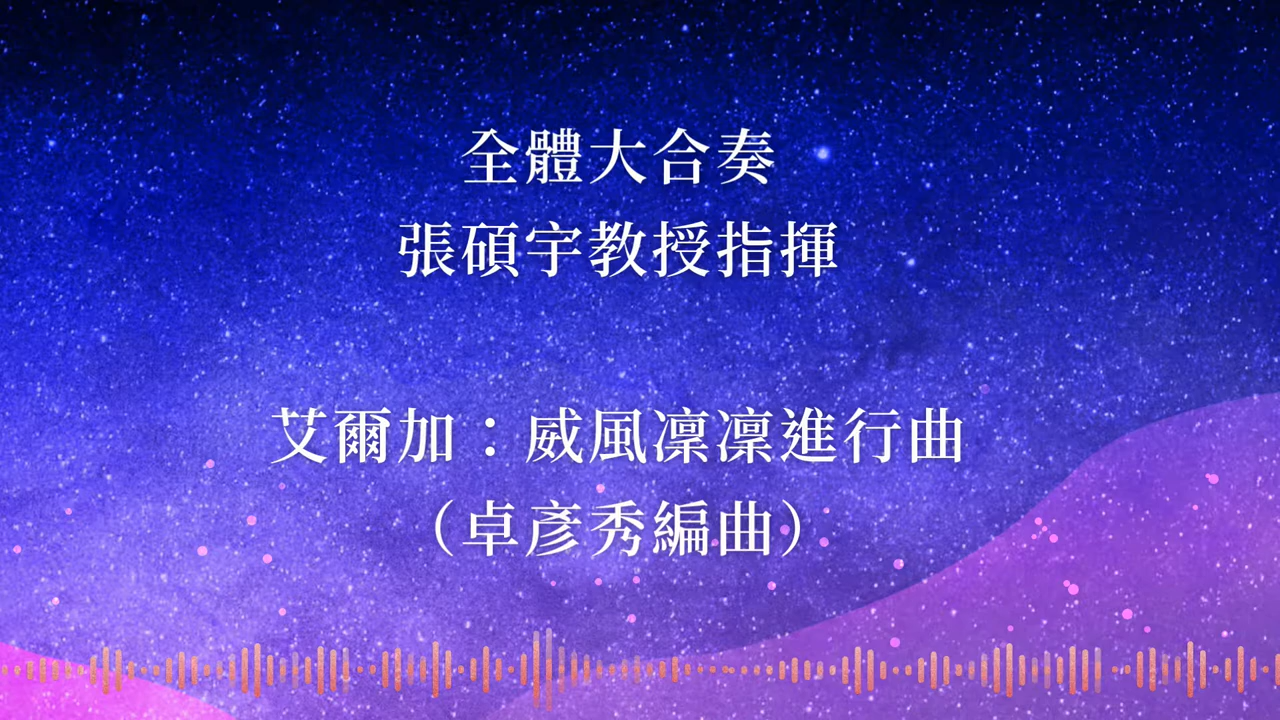 全體大合奏
張碩宇教授指揮
艾爾加：威風凜凜進行曲
（卓彥秀編曲）